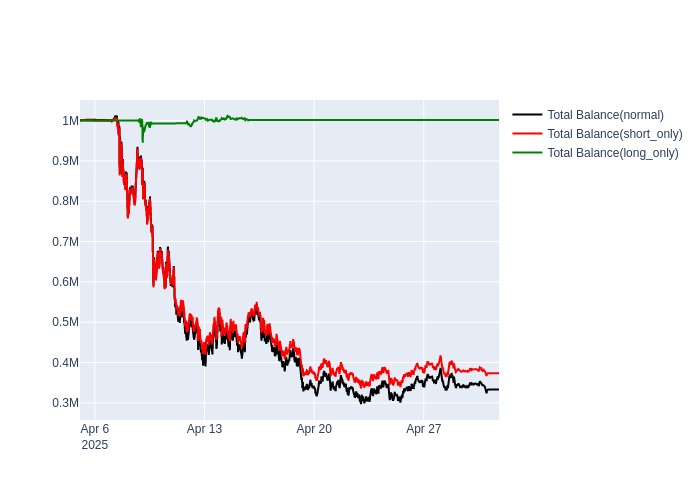 Total Balance(normal)
Total Balance(short_only)
Total Balance(long_only)
1M
0.9M
0.8M
0.7M
0.6M
0.5M
0.4M
0.3M
Apr 6
2025
Apr 13
Apr 20
Apr 27